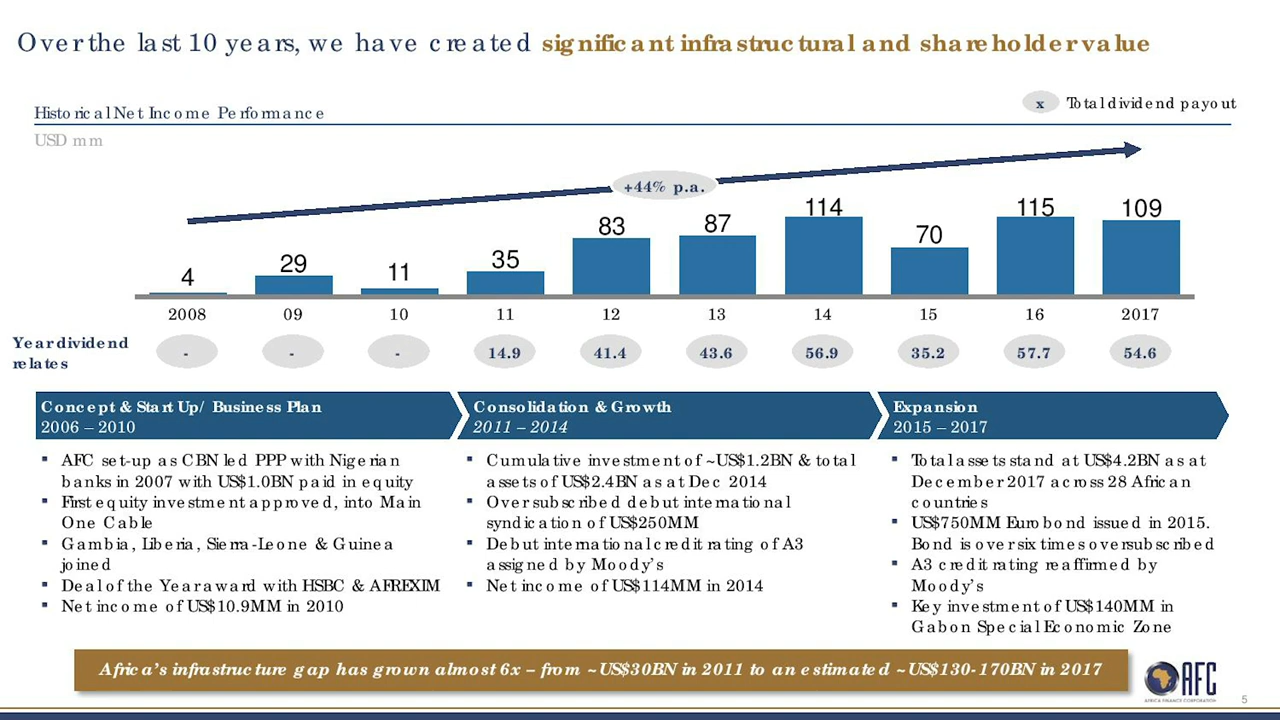 Over the last 10 years, we have created significant infrastructural and shareholder value
Historical Net Income Performance
x Total dividend payout
USD mm
+44% p.a.
4 29 11 35 83 87 114 70 115 109
2008 09 10 11 12 13 14 15 16 2017
Year dividend
relates
- - - 14.9 41.4 43.6 56.9 35.2 57.7 54.6
Concept & Start Up/ Business Plan
2006 – 2010
▪ AFC set-up as CBN led PPP with Nigerian
banks in 2007 with US$1.0BN paid in equity
▪ First equity investment approved, into Main
One Cable
▪ Gambia, Liberia, Sierra-Leone & Guinea
joined
▪ Deal of the Year award with HSBC & AFREXIM
▪ Net income of US$10.9MM in 2010
Consolidation & Growth
2011 – 2014
▪ Cumulative investment of ~US$1.2BN & total
assets of US$2.4BN as at Dec 2014
▪ Over subscribed debut international
syndication of US$250MM
▪ Debut international credit rating of A3
assigned by Moody’s
▪ Net income of US$114MM in 2014
Expansion
2015 – 2017
▪ Total assets stand at US$4.2BN as at
December 2017 across 28 African
countries
▪ US$750MM Eurobond issued in 2015.
Bond is over six times oversubscribed
▪ A3 credit rating reaffirmed by
Moody’s
▪ Key investment of US$140MM in
Gabon Special Economic Zone
Africa’s infrastructure gap has grown almost 6x – from ~US$30BN in 2011 to an estimated ~US$130-170BN in 2017
AFC
AFRICA FINANCE CORPORATION
5